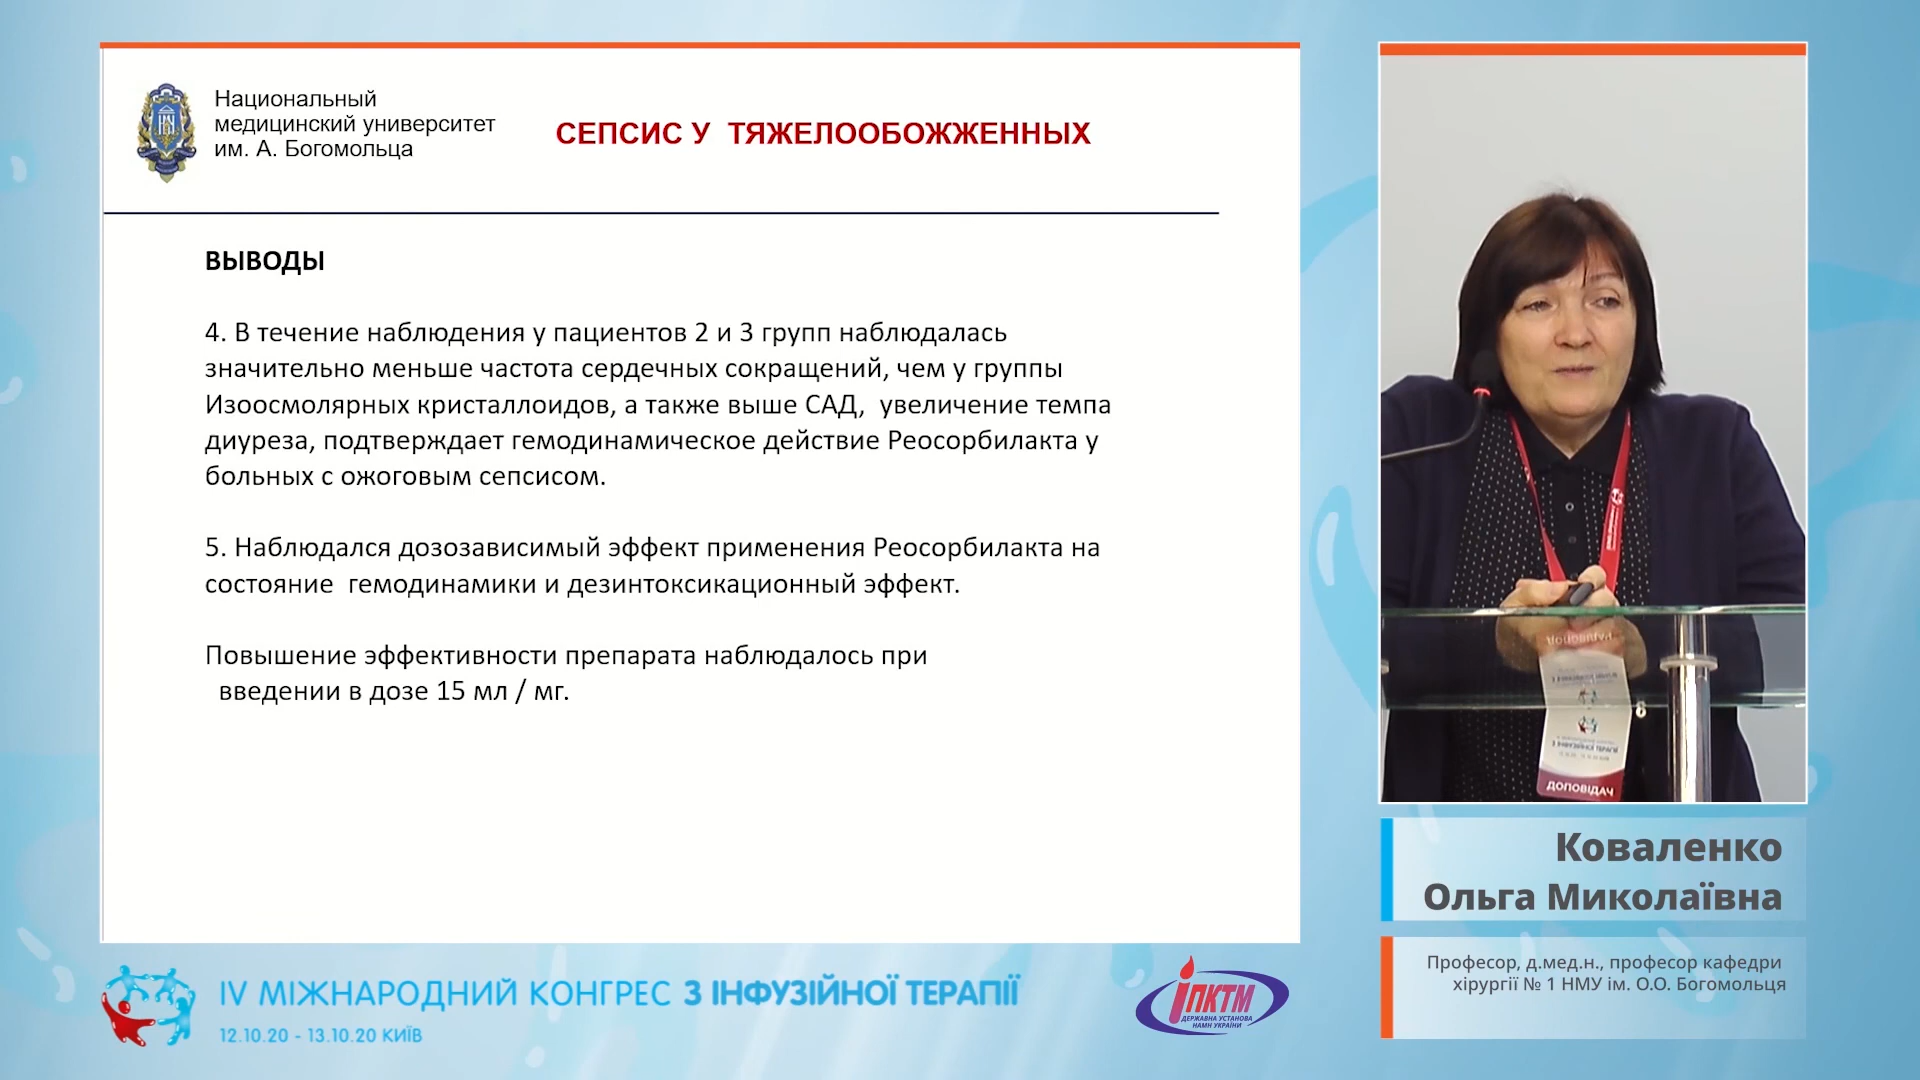 Национальный
медицинский университет
им. А. Богомольца
СЕПСИС У ТЯЖЕЛООБОЖЖЕННЫХ
ВЫВОДЫ
4. В течение наблюдения у пациентов 2 и 3 групп наблюдалась
значительно меньше частота сердечных сокращений, чем у группы
Изоосмолярных кристаллоидов, а также выше САД, увеличение темпа
диуреза, подтверждает гемодинамическое действие Реосорбилакта у
больных с ожоговым сепсисом.
5. Наблюдался дозозависимый эффект применения Реосорбилакта на
состояние гемодинамики и дезинтоксикационный эффект.
Повышение эффективности препарата наблюдалось при
введении в дозе 15 мл / мг.
ДОПОВІДАЧ
Коваленко
Ольга Миколаївна
Професор, д.мед.н., професор кафедри
хірургії № 1 НМУ ім. О.О. Богомольця
IV МІЖНАРОДНИЙ КОНГРЕС З ІНФУЗІЙНОЇ ТЕРАПІЇ
12.10.20 - 13.10.20 КИЇВ
ІПКТМ
ДЕРЖАВНА УСТАНОВА
НАМН УКРАЇНИ